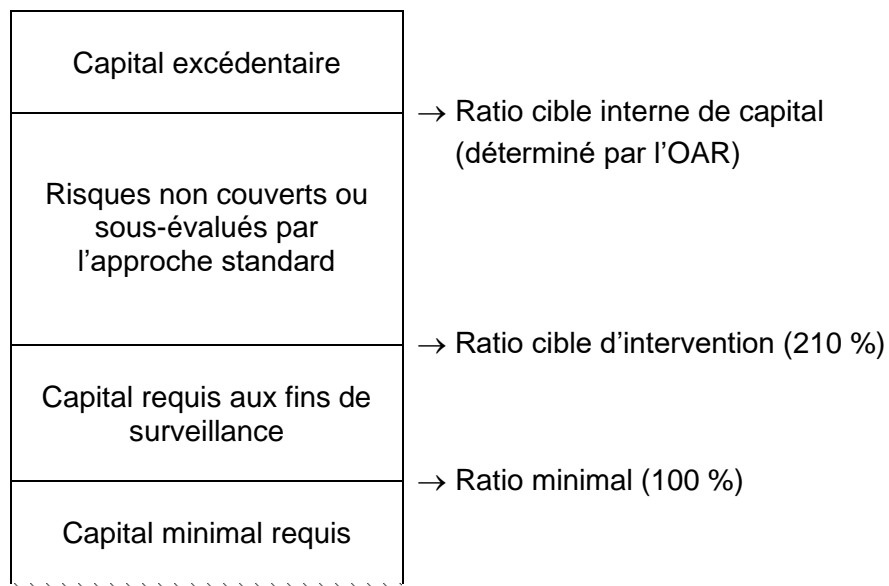 Capital excédentaire
→ Ratio cible interne de capital
(déterminé par l’OAR)
Risques non couverts ou
sous-évalués par
l’approche standard
→ Ratio cible d’intervention (210 %)
Capital requis aux fins de
surveillance
→ Ratio minimal (100 %)
Capital minimal requis